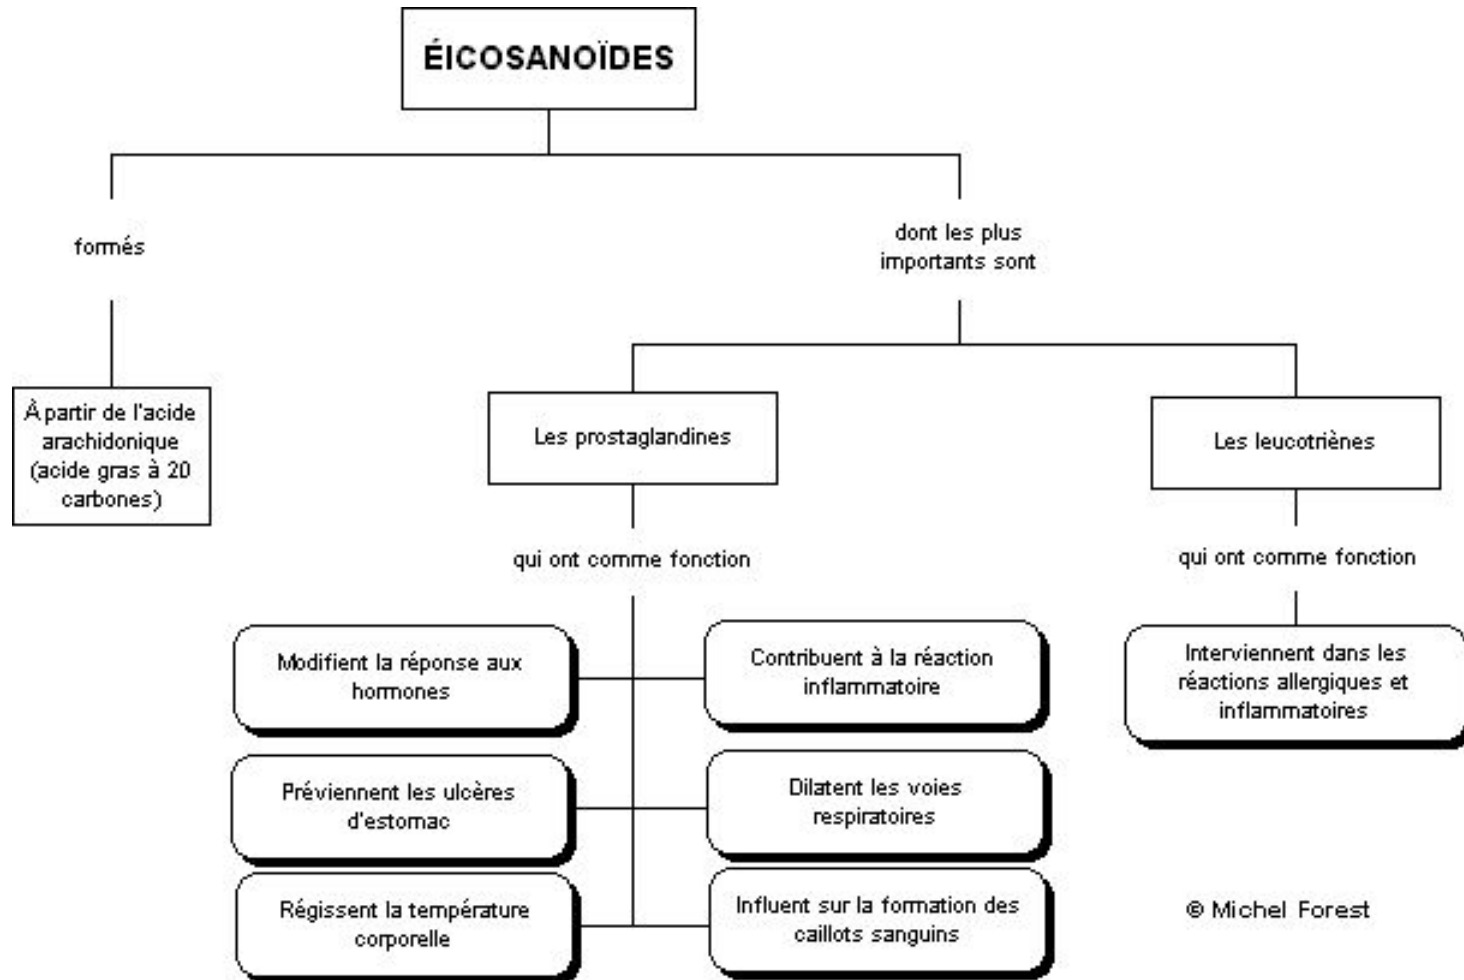 ÉICOSANOÏDES
formés
dont les plus
importants sont
À partir de l'acide
arachidonique
(acide gras à 20
carbones)
Les prostaglandines
Les leucotriènes
qui ont comme fonction
qui ont comme fonction
Modifient la réponse aux
hormones
Contribuent à la réaction
inflammatoire
Interviennent dans les
réactions allergiques et
inflammatoires
Préviennent les ulcères
d'estomac
Dilatent les voies
respiratoires
Régissent la température
corporelle
Influent sur la formation des
caillots sanguins
© Michel Forest